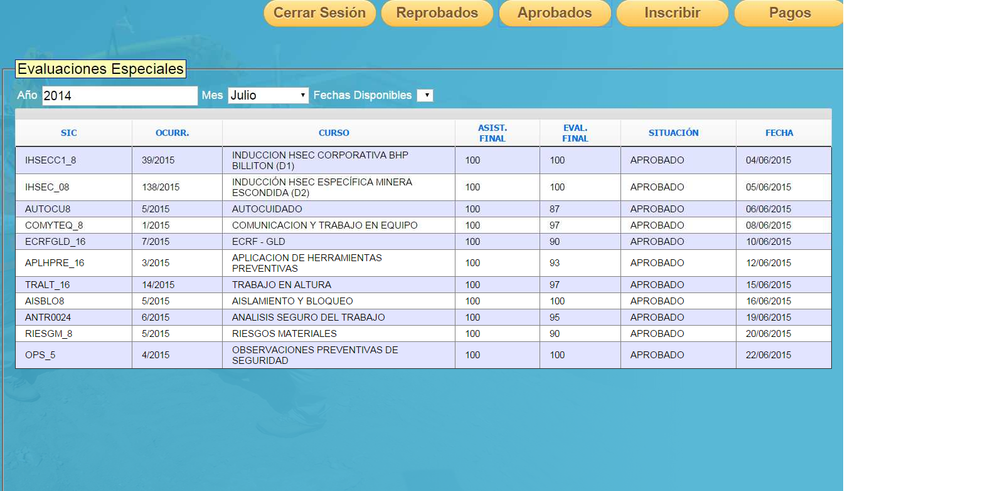 Cerrar Sesión Reprobados Aprobados Inscribir Pagos
Evaluaciones Especiales
Año 2014 Mes Julio Fechas Disponibles
SIC OCURR. CURSO ASIST. FINAL EVAL. FINAL SITUACIÓN FECHA
IHSECC1_8 39/2015 INDUCCION HSEC CORPORATIVA BHP BILLITON (D1) 100 100 APROBADO 04/06/2015
IHSEC_08 138/2015 INDUCCIÓN HSEC ESPECÍFICA MINERA ESCONDIDA (D2) 100 100 APROBADO 05/06/2015
AUTOCU8 5/2015 AUTOCUIDADO 100 87 APROBADO 06/06/2015
COMYTEQ_8 1/2015 COMUNICACION Y TRABAJO EN EQUIPO 100 97 APROBADO 08/06/2015
ECRFGLD_16 7/2015 ECRF - GLD 100 90 APROBADO 10/06/2015
APLHPRE_16 3/2015 APLICACION DE HERRAMIENTAS PREVENTIVAS 100 93 APROBADO 12/06/2015
TRALT_16 14/2015 TRABAJO EN ALTURA 100 97 APROBADO 15/06/2015
AISBLO8 5/2015 AISLAMIENTO Y BLOQUEO 100 100 APROBADO 16/06/2015
ANTR0024 6/2015 ANALISIS SEGURO DEL TRABAJO 100 95 APROBADO 19/06/2015
RIESGM_8 5/2015 RIESGOS MATERIALES 100 90 APROBADO 20/06/2015
OPS_5 4/2015 OBSERVACIONES PREVENTIVAS DE SEGURIDAD 100 100 APROBADO 22/06/2015